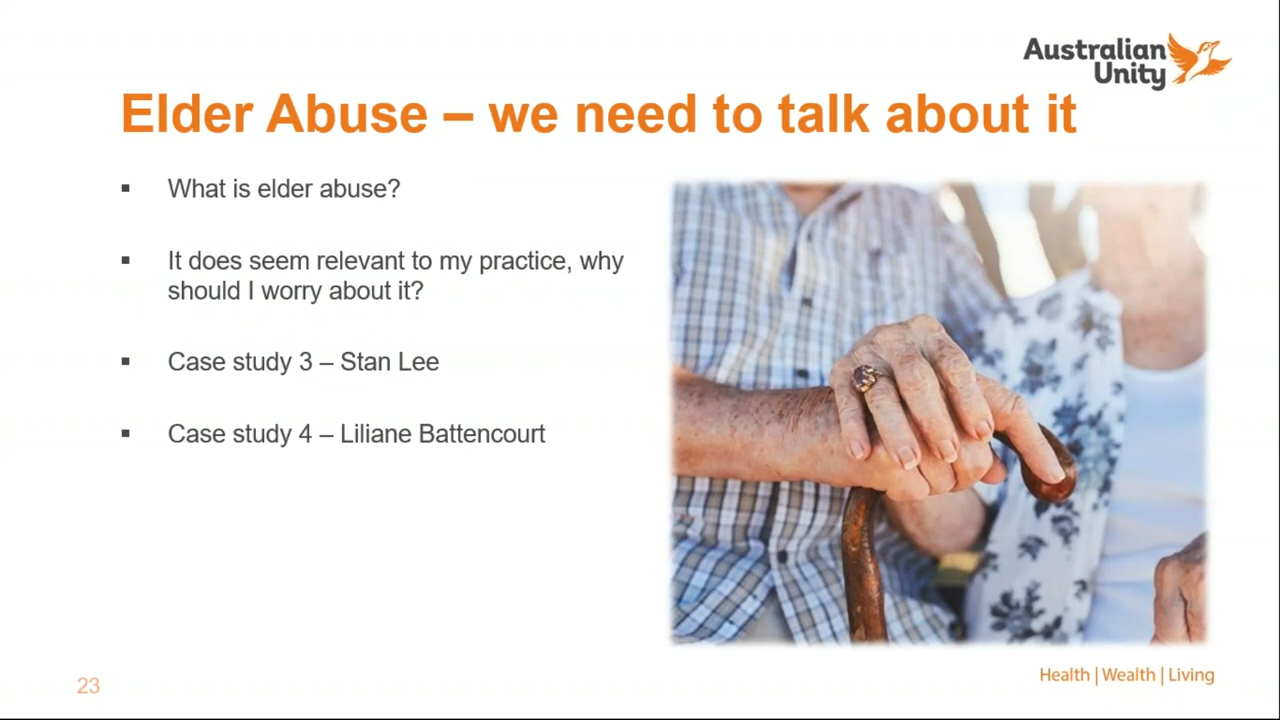 Australian
Unity
Elder Abuse – we need to talk about it
▪ What is elder abuse?
▪ It does seem relevant to my practice, why
should I worry about it?
▪ Case study 3 – Stan Lee
▪ Case study 4 – Liliane Battencourt
23
Health | Wealth | Living